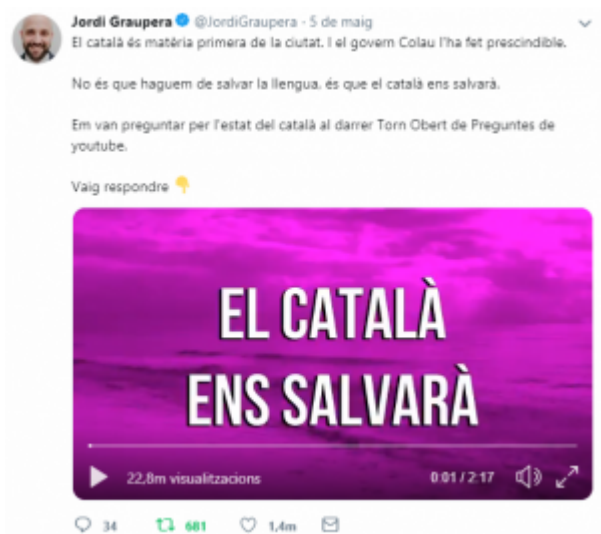 Jordi Graupera @JordiGraupera · 5 de maig
El català és matèria primera de la ciutat. I el govern Colau l'ha fet prescindible.
No és que haguem de salvar la llengua, és que el català ens salvarà.
Em van preguntar per l'estat del català al darrer Torn Obert de Preguntes de
youtube.
Vaig respondre 👇
EL CATALÀ
ENS SALVARÀ
22,8m visualitzacions
0:01 / 2:17
34 681 1,4m